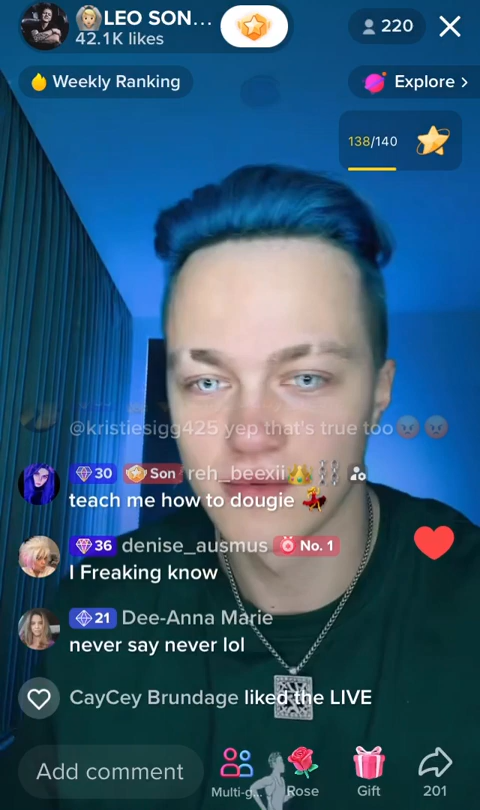 LEO SON...
42.1K likes
220
Weekly Ranking
Explore >
138/140
@kristiesigg425 yep that's true too
30 Son reh_beexii
teach me how to dougie
36 denise_ausmus No. 1
I Freaking know
21 Dee-Anna Marie
never say never lol
CayCey Brundage liked the LIVE
Add comment
Multi-g...
Rose
Gift
201